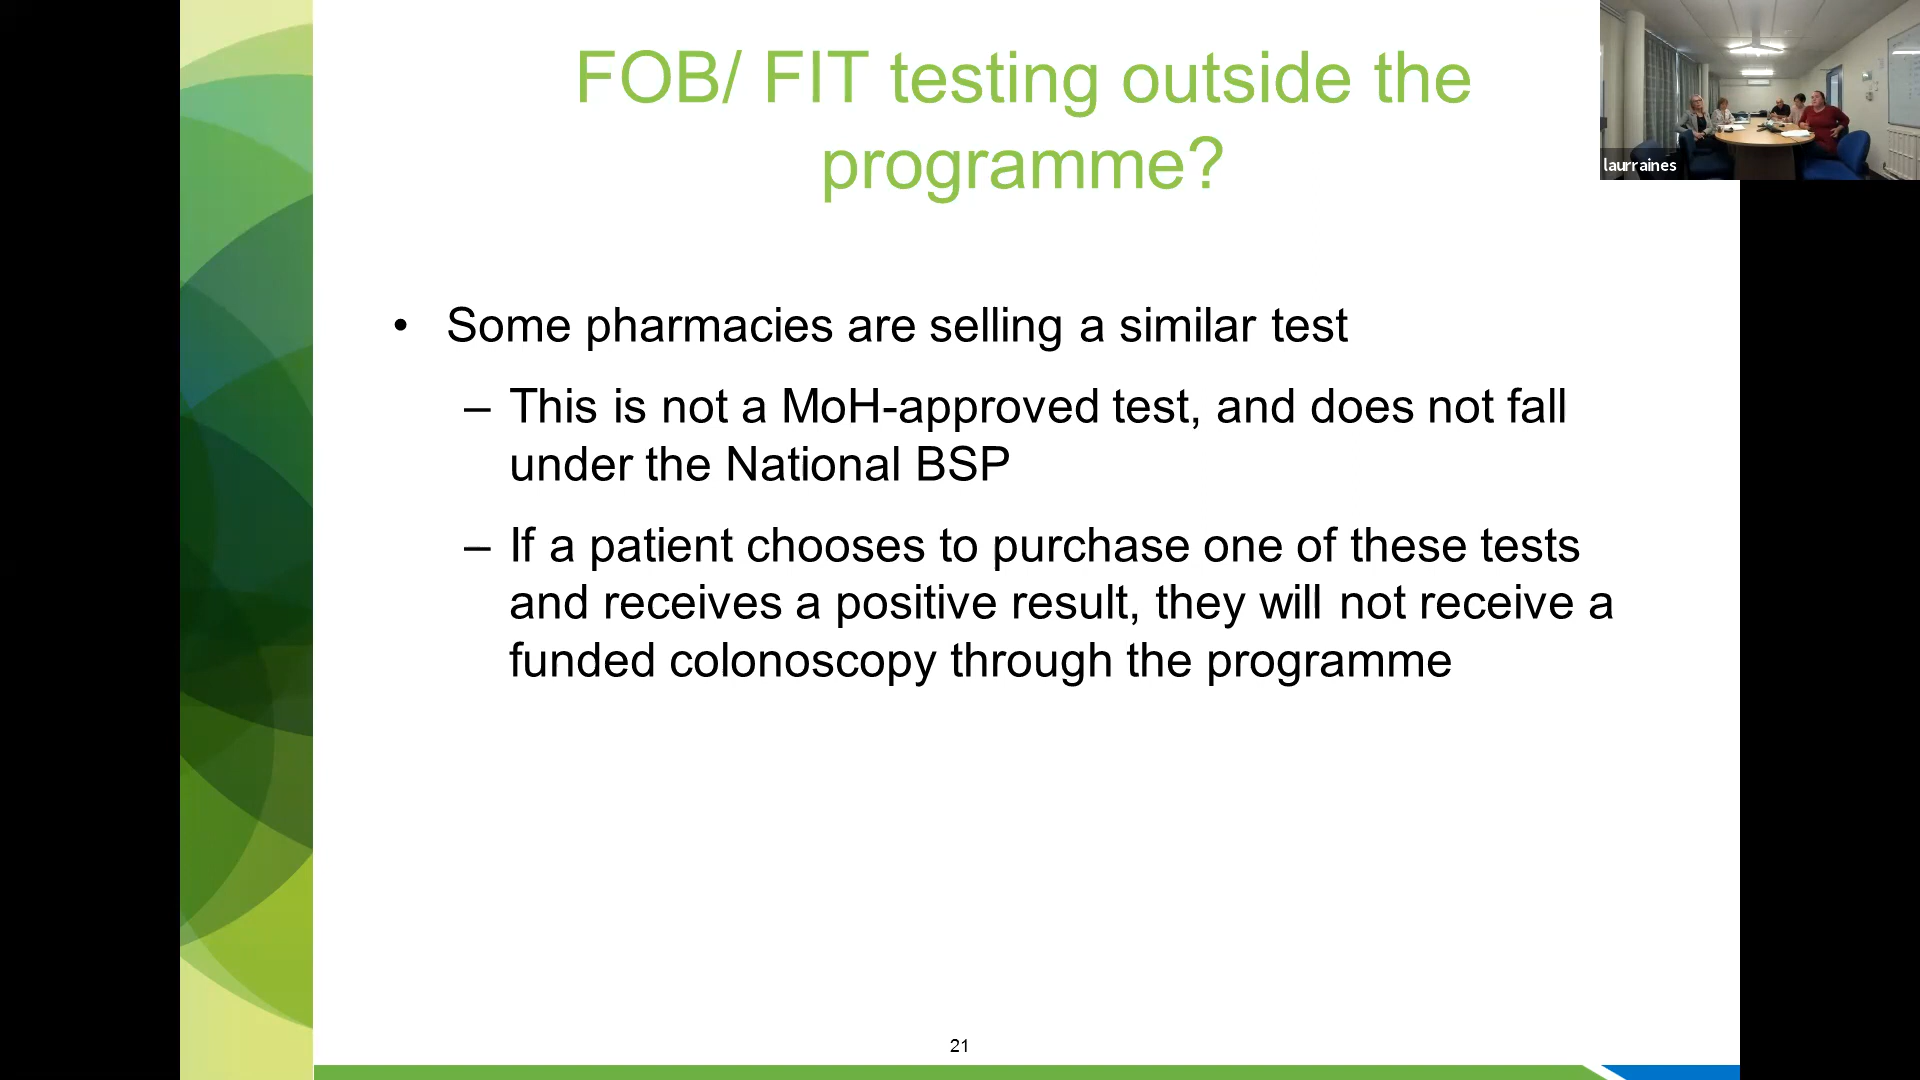 FOB/ FIT testing outside the
programme?
laurraines
• Some pharmacies are selling a similar test
– This is not a MoH-approved test, and does not fall
under the National BSP
– If a patient chooses to purchase one of these tests
and receives a positive result, they will not receive a
funded colonoscopy through the programme
21